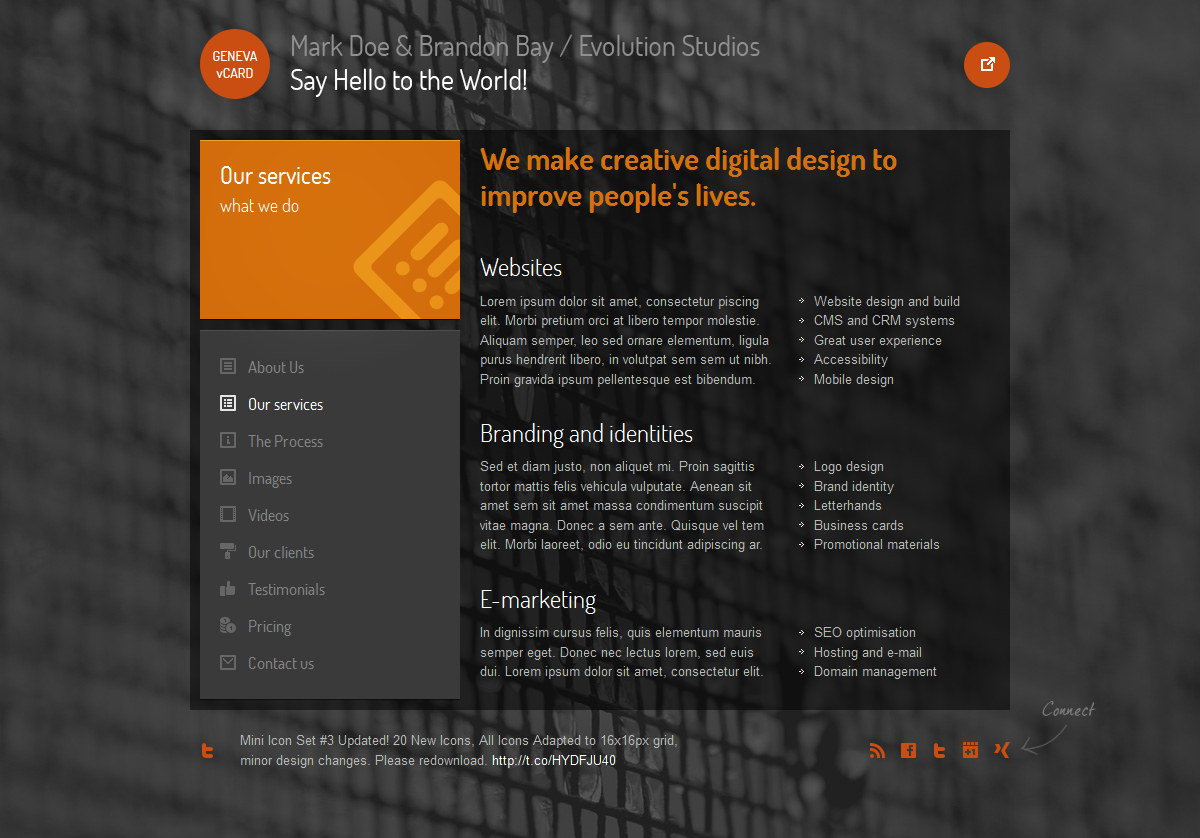 GENEVA
vCARD
Mark Doe & Brandon Bay / Evolution Studios
Say Hello to the World!
Our services
what we do
About Us
Our services
The Process
Images
Videos
Our clients
Testimonials
Pricing
Contact us
We make creative digital design to
improve people's lives.
Websites
Lorem ipsum dolor sit amet, consectetur piscing
elit. Morbi pretium orci at libero tempor molestie.
Aliquam semper, leo sed ornare elementum, ligula
purus hendrerit libero, in volutpat sem sem ut nibh.
Proin gravida ipsum pellentesque est bibendum.
Website design and build
CMS and CRM systems
Great user experience
Accessibility
Mobile design
Branding and identities
Sed et diam justo, non aliquet mi. Proin sagittis
tortor mattis felis vehicula vulputate. Aenean sit
amet sem sit amet massa condimentum suscipit
vitae magna. Donec a sem ante. Quisque vel tem
elit. Morbi laoreet, odio eu tincidunt adipiscing ar.
Logo design
Brand identity
Letterhands
Business cards
Promotional materials
E-marketing
In dignissim cursus felis, quis elementum mauris
semper eget. Donec nec lectus lorem, sed euis
dui. Lorem ipsum dolor sit amet, consectetur elit.
SEO optimisation
Hosting and e-mail
Domain management
Connect
Mini Icon Set #3 Updated! 20 New Icons, All Icons Adapted to 16x16px grid,
minor design changes. Please redownload. http://t.co/HYDFJU40